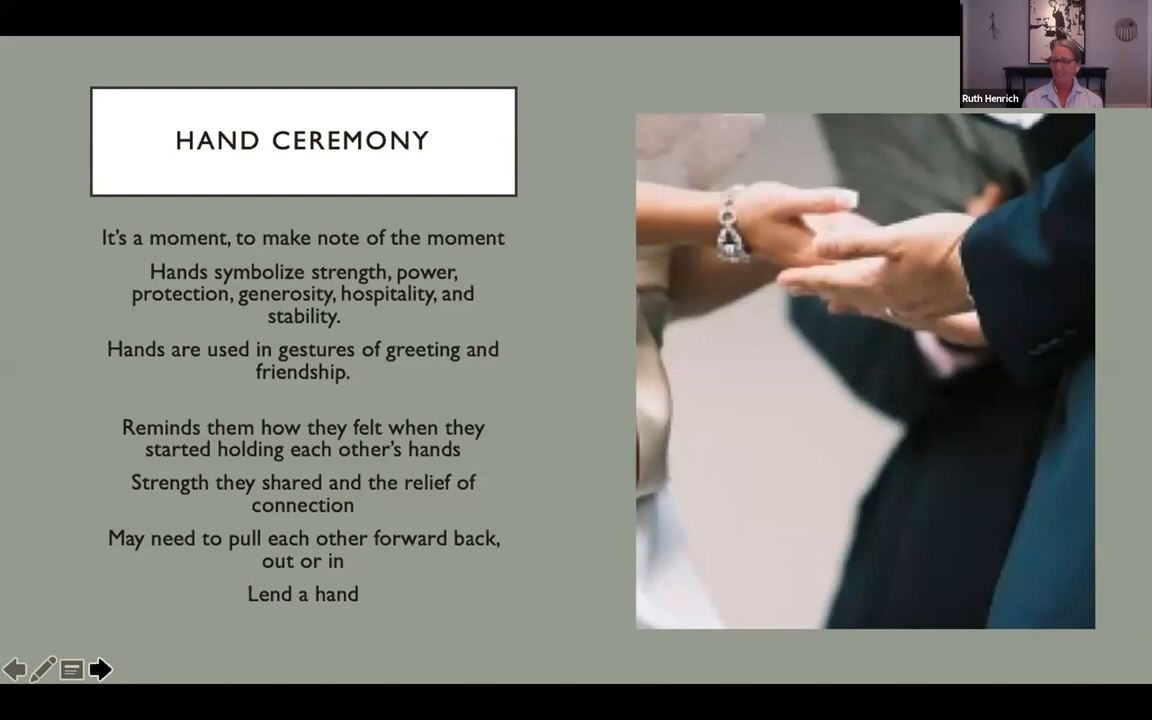 Ruth Henrich
HAND CEREMONY
It's a moment, to make note of the moment
Hands symbolize strength, power,
protection, generosity, hospitality, and
stability.
Hands are used in gestures of greeting and
friendship.
Reminds them how they felt when they
started holding each other's hands
Strength they shared and the relief of
connection
May need to pull each other forward back,
out or in
Lend a hand